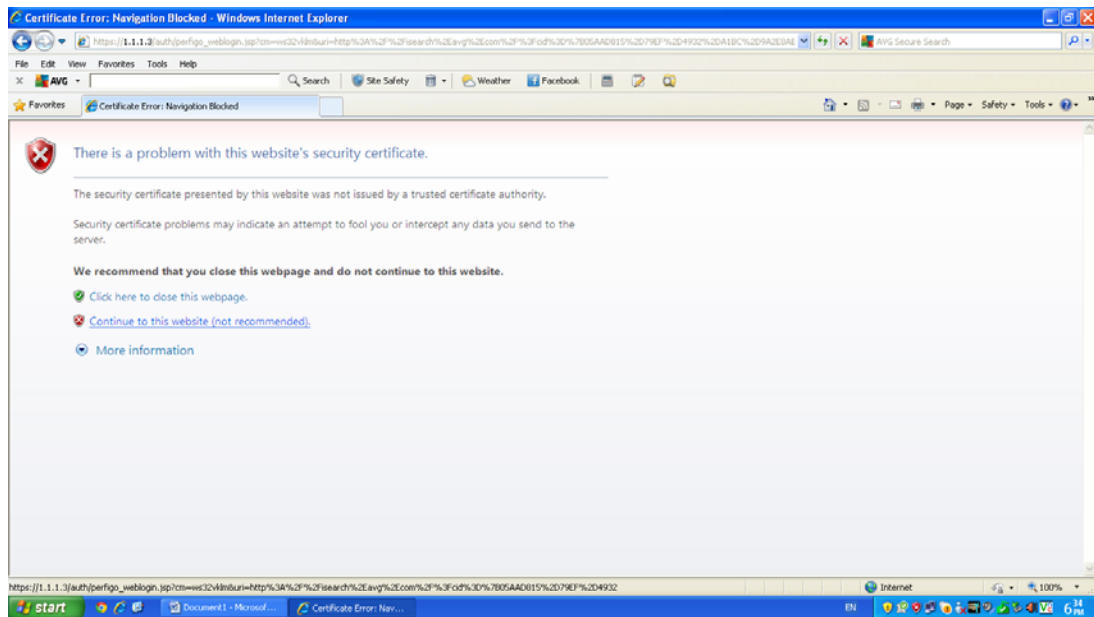 Certificate Error: Navigation Blocked - Windows Internet Explorer
https://1.1.1.3/auth/perfigo_weblogin.jsp?cm=ws32vklm&uri=http%3A%2F%2Fisearch%2Eavg%2Ecom%2F%3Fcid%3D%7B05AAD815%2D79EF%2D4932%2DA1BC%2D9A2E0AE
AVG Secure Search
File Edit View Favorites Tools Help
x AVG Search Site Safety Weather Facebook
Favorites Certificate Error: Navigation Blocked Page Safety Tools
There is a problem with this website's security certificate.
The security certificate presented by this website was not issued by a trusted certificate authority.
Security certificate problems may indicate an attempt to fool you or intercept any data you send to the
server.
We recommend that you close this webpage and do not continue to this website.
Click here to close this webpage.
Continue to this website (not recommended).
More information
https://1.1.1.3/auth/perfigo_weblogin.jsp?cm=ws32vklm&uri=http%3A%2F%2Fisearch%2Eavg%2Ecom%2F%3Fcid%3D%7B05AAD815%2D79EF%2D4932
Internet 100%
start Document1 - Microsof... Certificate Error: Nav... EN 6:34 PM